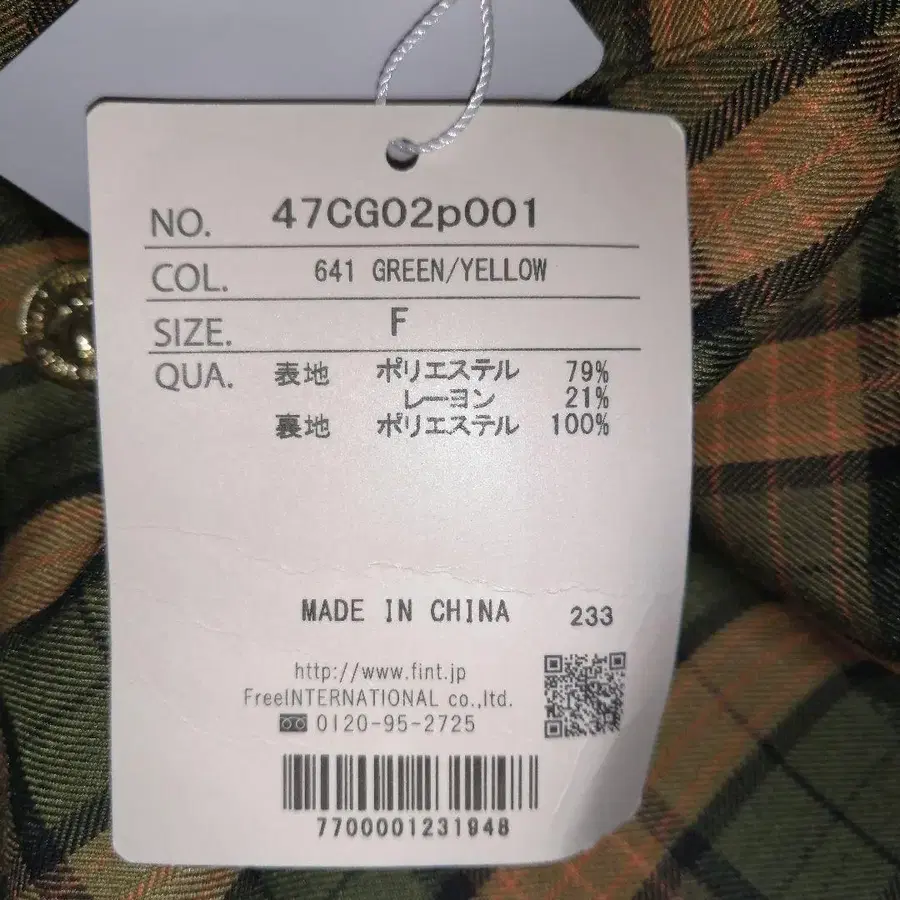 NO. 47CG02p001
COL. 641 GREEN/YELLOW
SIZE. F
QUA. 表地 ポリエステル 79%
レーヨン 21%
裏地 ポリエステル 100%
MADE IN CHINA 233
http://www.fint.jp
FreeINTERNATIONAL co.,ltd.
0120-95-2725
7700001231948